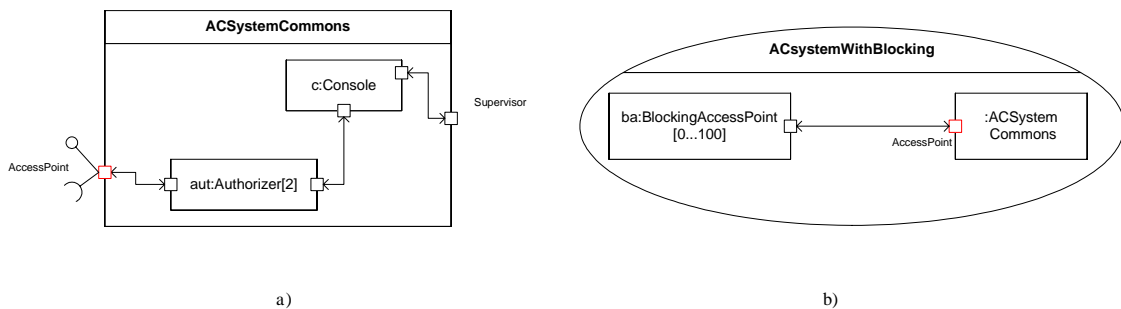 ACSystemCommons
c:Console
Supervisor
AccessPoint
aut:Authorizer[2]
a)
ACsystemWithBlocking
ba:BlockingAccessPoint
[0...100]
:ACSystem
Commons
AccessPoint
b)